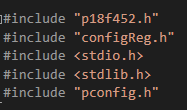 #include "p18f452.h"
#include "configReg.h"
#include <stdio.h>
#include <stdlib.h>
#include "pconfig.h"